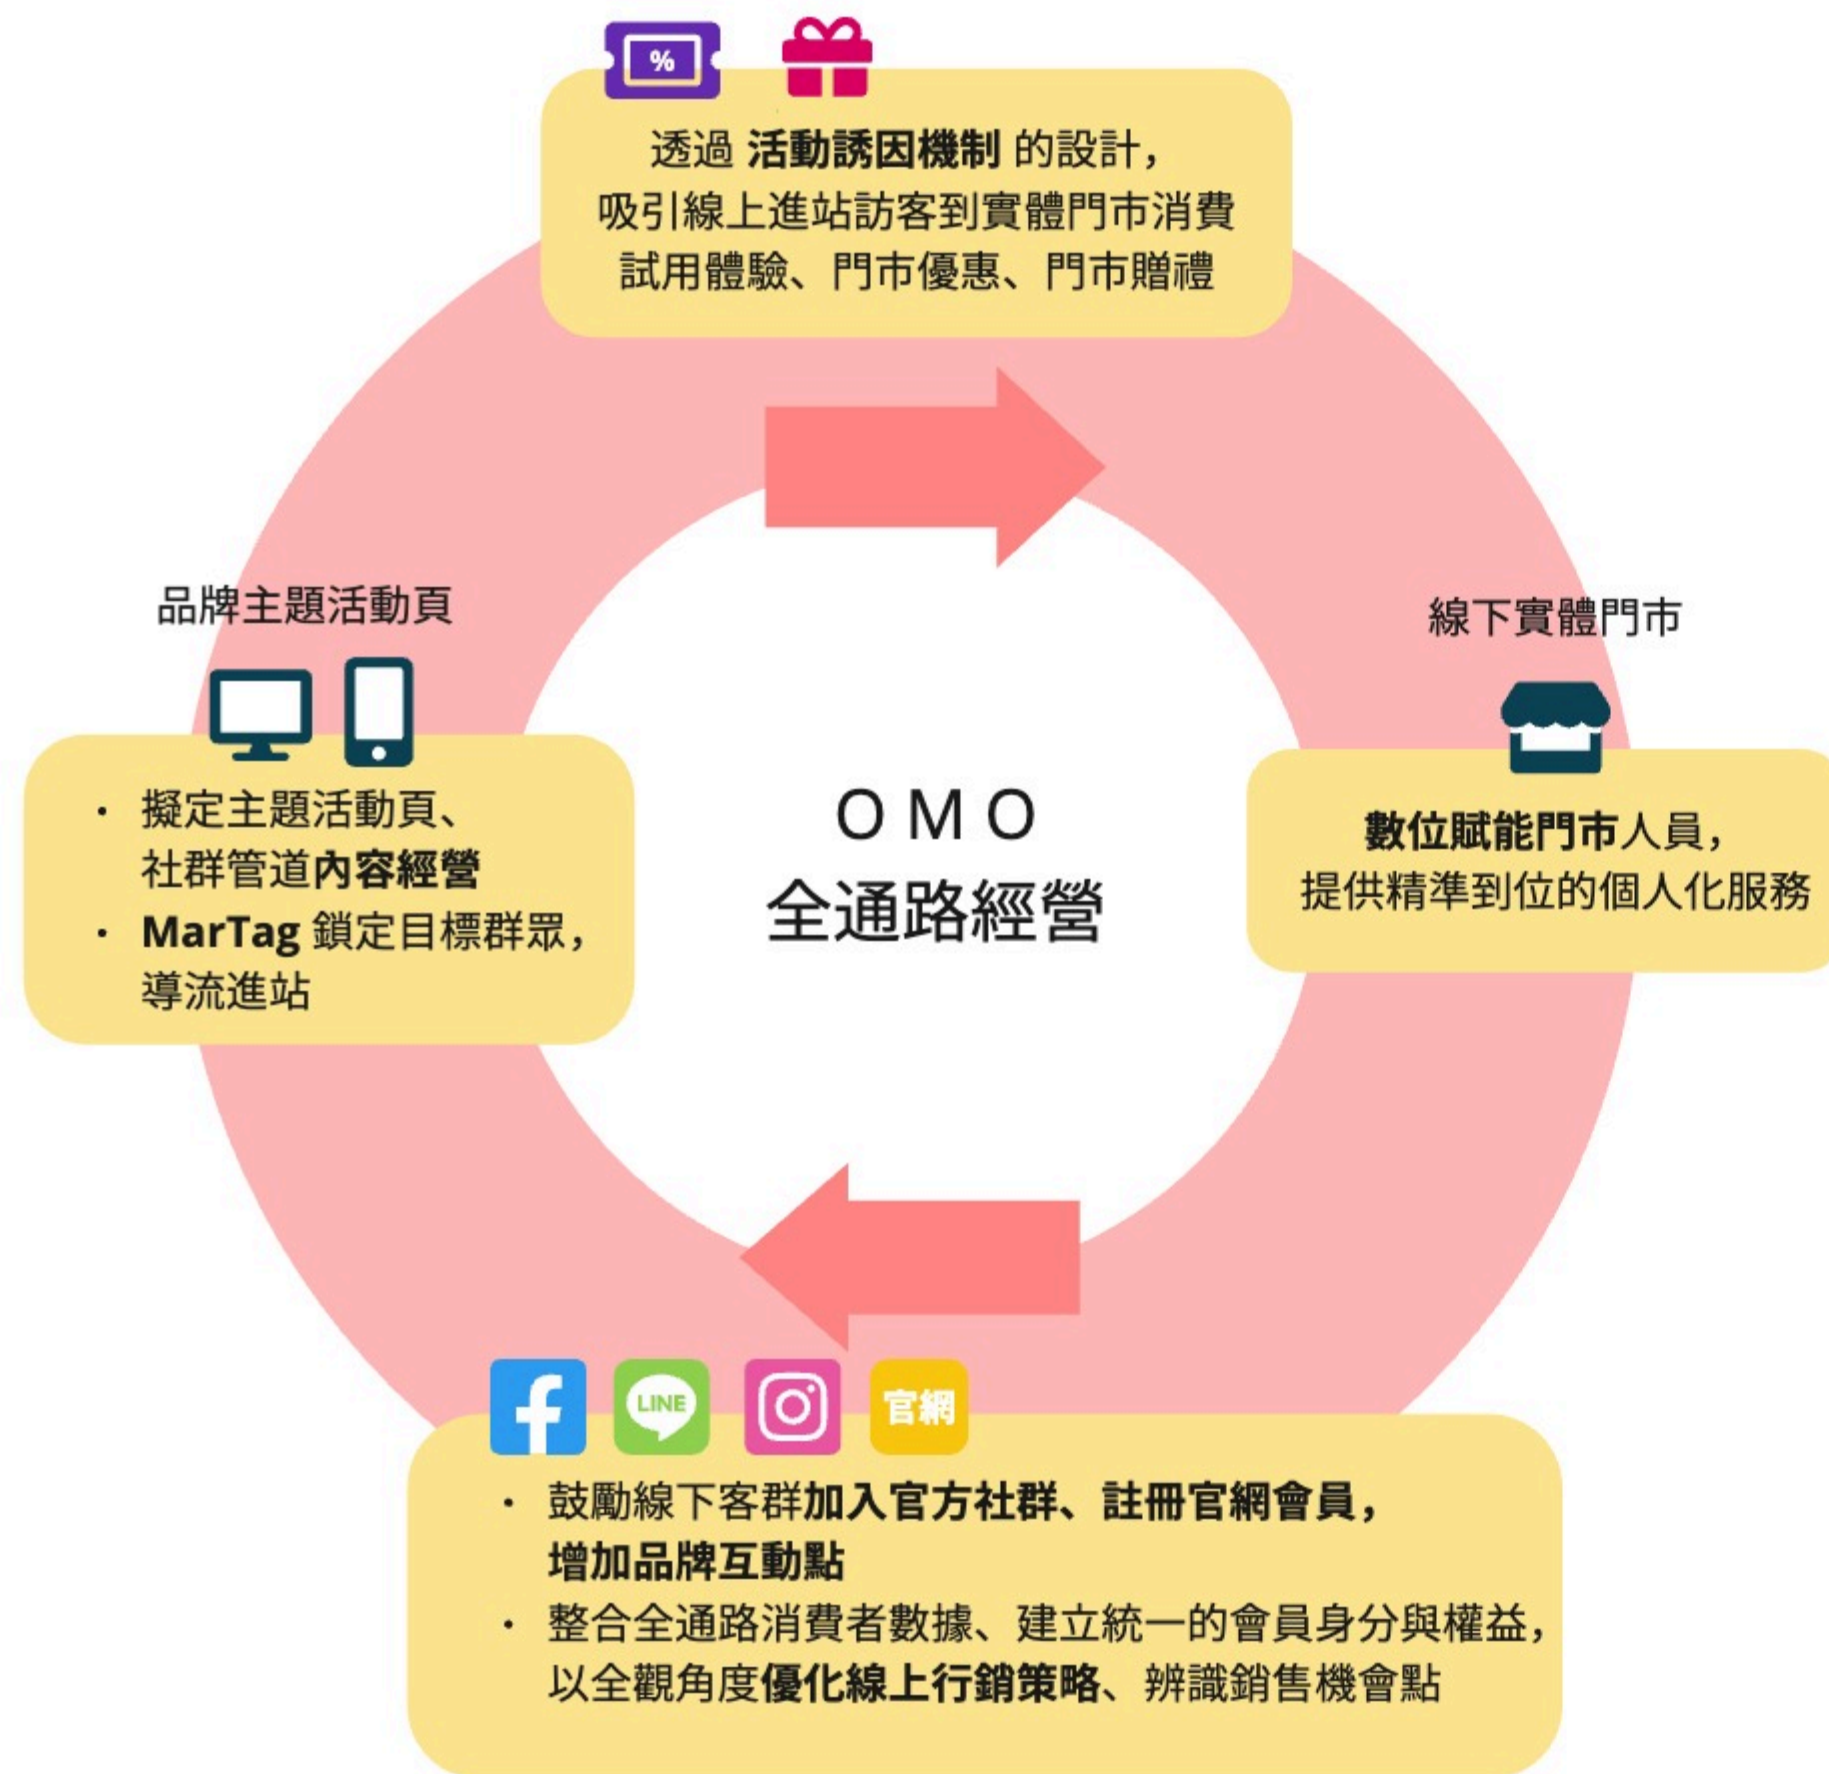 %
透過 活動誘因機制 的設計，
吸引線上進站訪客到實體門市消費
試用體驗、門市優惠、門市贈禮
品牌主題活動頁
・ 擬定主題活動頁、
社群管道內容經營
・ MarTag 鎖定目標群眾，
導流進站
OMO
全通路經營
線下實體門市
數位賦能門市人員，
提供精準到位的個人化服務
f
LINE
官網
・ 鼓勵線下客群加入官方社群、註冊官網會員，
增加品牌互動點
・ 整合全通路消費者數據、建立統一的會員身分與權益，
以全觀角度優化線上行銷策略、辨識銷售機會點